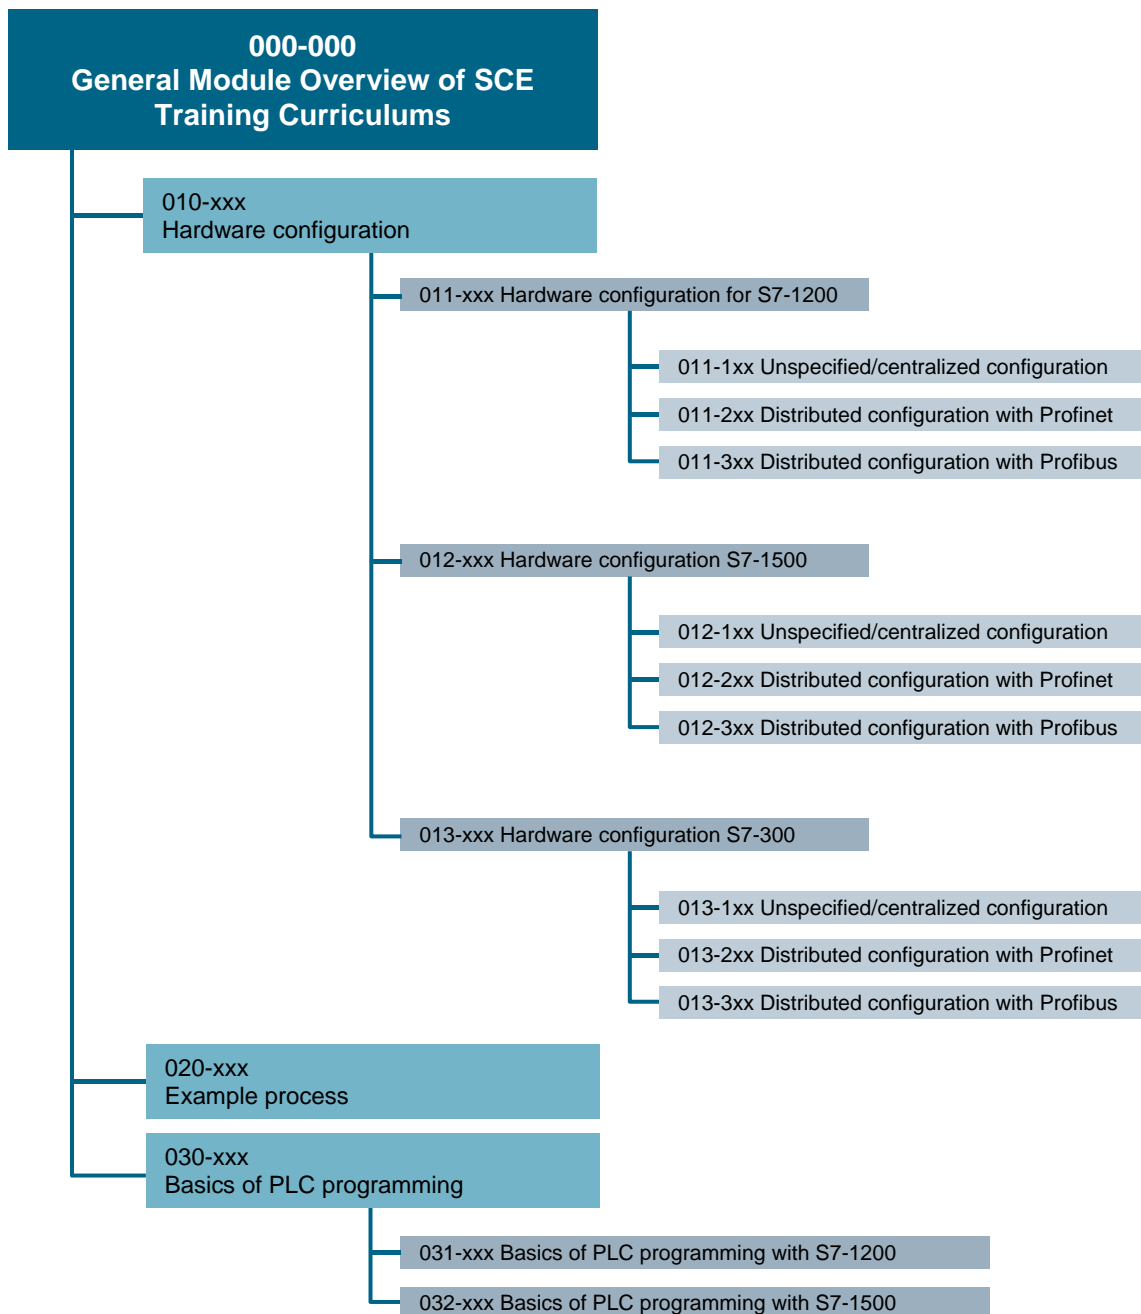 000-000
General Module Overview of SCE
Training Curriculums
010-xxx
Hardware configuration
011-xxx Hardware configuration for S7-1200
011-1xx Unspecified/centralized configuration
011-2xx Distributed configuration with Profinet
011-3xx Distributed configuration with Profibus
012-xxx Hardware configuration S7-1500
012-1xx Unspecified/centralized configuration
012-2xx Distributed configuration with Profinet
012-3xx Distributed configuration with Profibus
013-xxx Hardware configuration S7-300
013-1xx Unspecified/centralized configuration
013-2xx Distributed configuration with Profinet
013-3xx Distributed configuration with Profibus
020-xxx
Example process
030-xxx
Basics of PLC programming
031-xxx Basics of PLC programming with S7-1200
032-xxx Basics of PLC programming with S7-1500